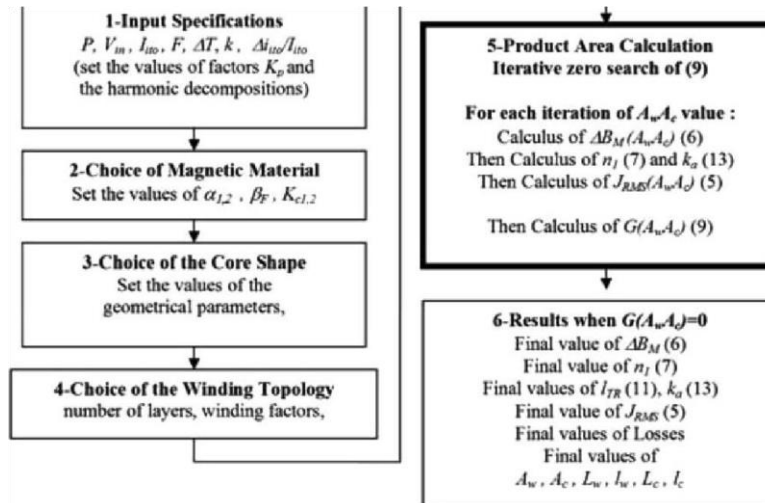 1-Input Specifications
P, V_in, I_ito, F, ΔT, k, Δi_ito/I_ito
(set the values of factors K_p and
the harmonic decompositions)
2-Choice of Magnetic Material
Set the values of α_1,2 , β_F , K_c1,2
3-Choice of the Core Shape
Set the values of the
geometrical parameters,
4-Choice of the Winding Topology
number of layers, winding factors,
5-Product Area Calculation
Iterative zero search of (9)
For each iteration of A_wA_c value :
Calculus of ΔB_M(A_wA_c) (6)
Then Calculus of n_1 (7) and k_a (13)
Then Calculus of J_RMS(A_wA_c) (5)
Then Calculus of G(A_wA_c) (9)
6-Results when G(A_wA_c)=0
Final value of ΔB_M (6)
Final value of n_1 (7)
Final values of l_TR (11), k_a (13)
Final value of J_RMS (5)
Final values of Losses
Final values of
A_w , A_c , L_w , l_w , L_c , l_c